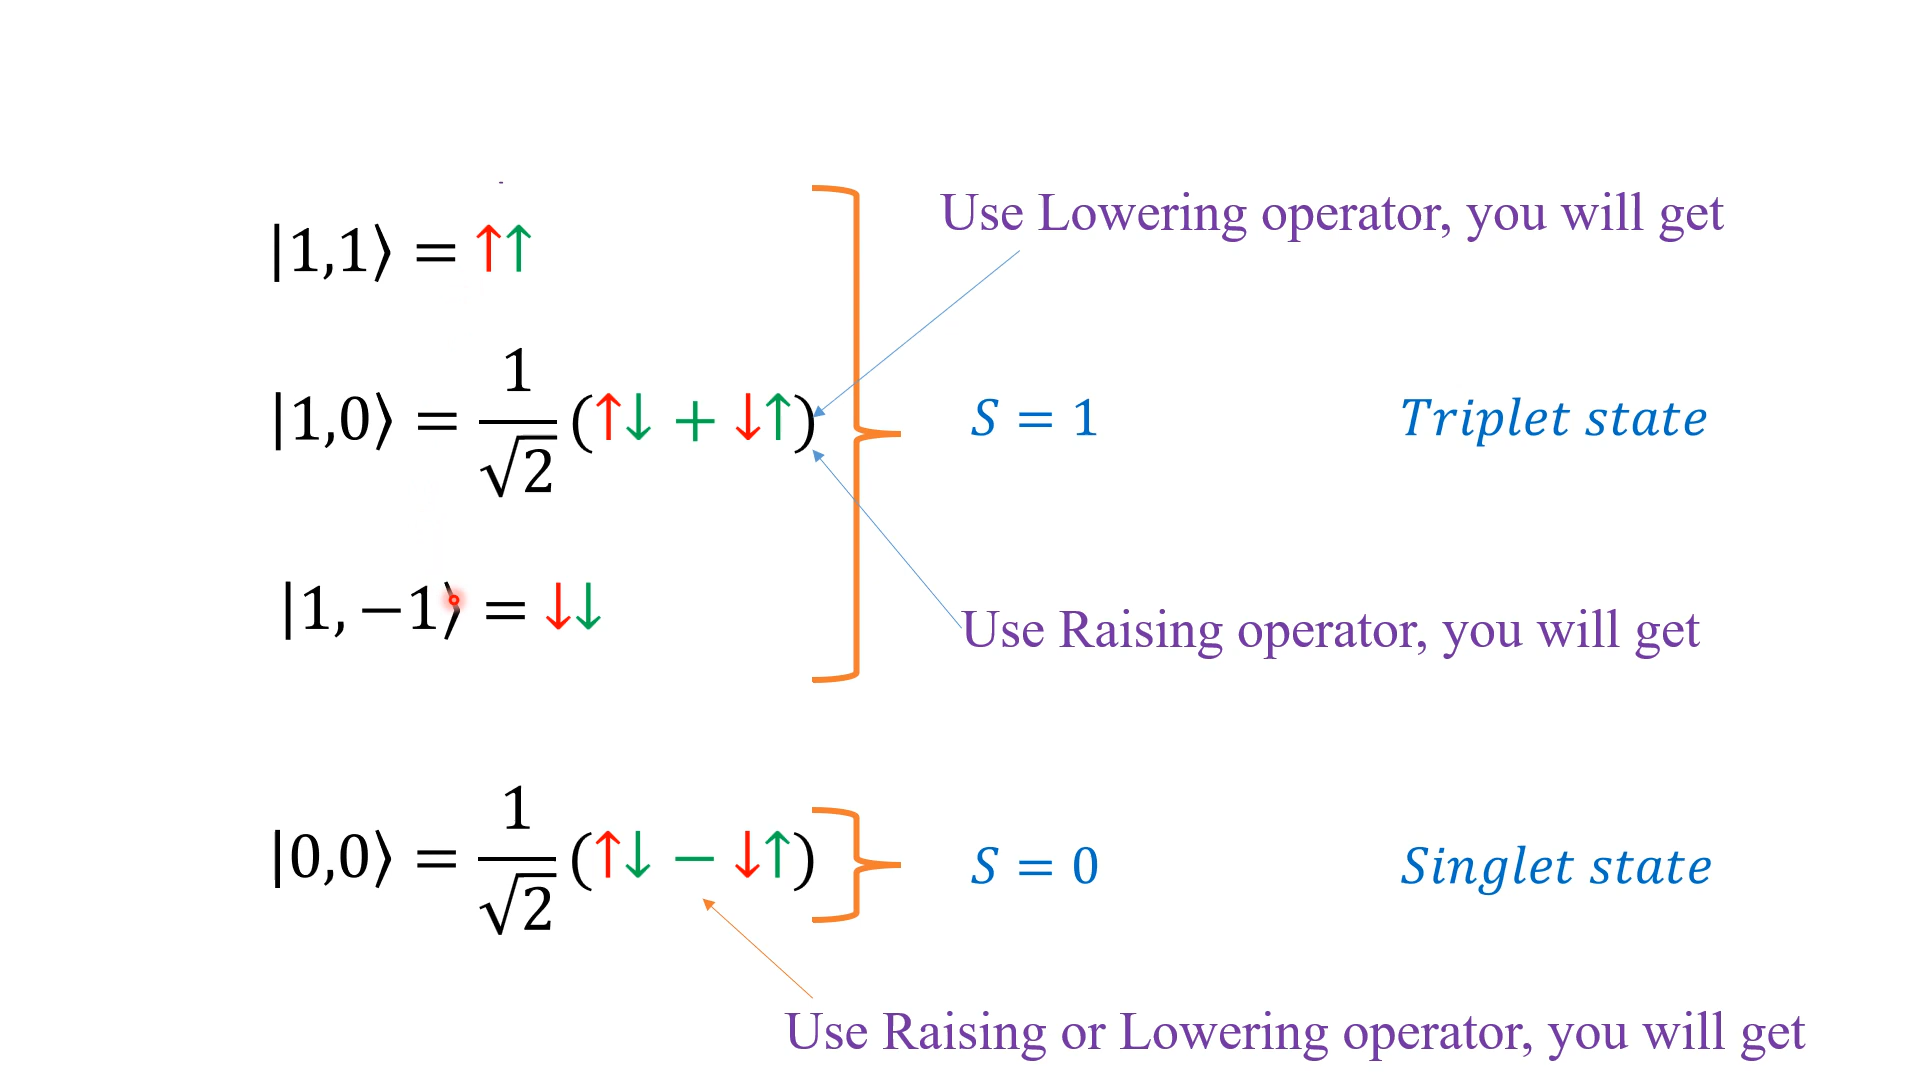 |1,1⟩ = ↑↑
Use Lowering operator, you will get
|1,0⟩ = 1/√2 (↑↓ + ↓↑)
S = 1
Triplet state
|1,−1⟩ = ↓↓
Use Raising operator, you will get
|0,0⟩ = 1/√2 (↑↓ − ↓↑)
S = 0
Singlet state
Use Raising or Lowering operator, you will get